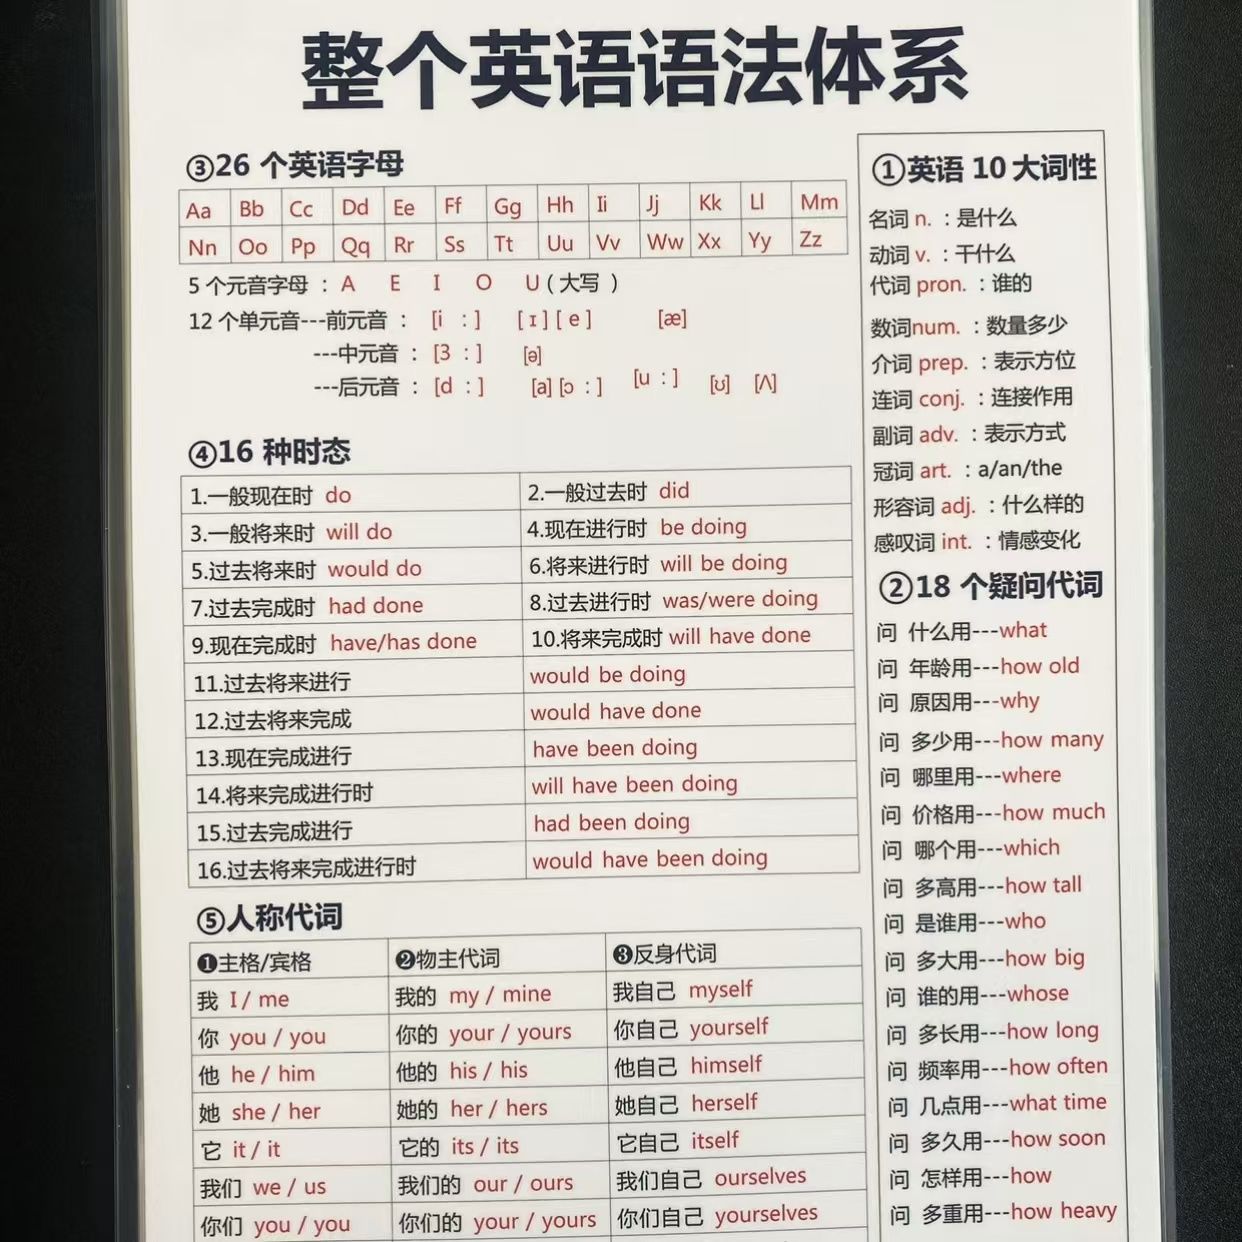 整个英语语法体系
③26 个英语字母
Aa Bb Cc Dd Ee Ff Gg Hh Ii Jj Kk Ll Mm
Nn Oo Pp Qq Rr Ss Tt Uu Vv Ww Xx Yy Zz
5 个元音字母 : A E I O U ( 大写 )
12 个单元音---前元音 : [i :] [ɪ] [e] [æ]
---中元音 : [3 :] [ə]
---后元音 : [d :] [a] [ɔ :] [u :] [ʊ] [Λ]
④16 种时态
1.一般现在时 do 2.一般过去时 did
3.一般将来时 will do 4.现在进行时 be doing
5.过去将来时 would do 6.将来进行时 will be doing
7.过去完成时 had done 8.过去进行时 was/were doing
9.现在完成时 have/has done 10.将来完成时 will have done
11.过去将来进行 would be doing
12.过去将来完成 would have done
13.现在完成进行 have been doing
14.将来完成进行时 will have been doing
15.过去完成进行 had been doing
16.过去将来完成进行时 would have been doing
⑤人称代词
❶主格/宾格 ❷物主代词 ❸反身代词
我 I / me 我的 my / mine 我自己 myself
你 you / you 你的 your / yours 你自己 yourself
他 he / him 他的 his / his 他自己 himself
她 she / her 她的 her / hers 她自己 herself
它 it / it 它的 its / its 它自己 itself
我们 we / us 我们的 our / ours 我们自己 ourselves
你们 you / you 你们的 your / yours 你们自己 yourselves
①英语 10 大词性
名词 n. : 是什么
动词 v. : 干什么
代词 pron. : 谁的
数词num. : 数量多少
介词 prep. : 表示方位
连词 conj. : 连接作用
副词 adv. : 表示方式
冠词 art. : a/an/the
形容词 adj. : 什么样的
感叹词 int. : 情感变化
②18 个疑问代词
问 什么用---what
问 年龄用---how old
问 原因用---why
问 多少用---how many
问 哪里用---where
问 价格用---how much
问 哪个用---which
问 多高用---how tall
问 是谁用---who
问 多大用---how big
问 谁的用---whose
问 多长用---how long
问 频率用---how often
问 几点用---what time
问 多久用---how soon
问 怎样用---how
问 多重用---how heavy